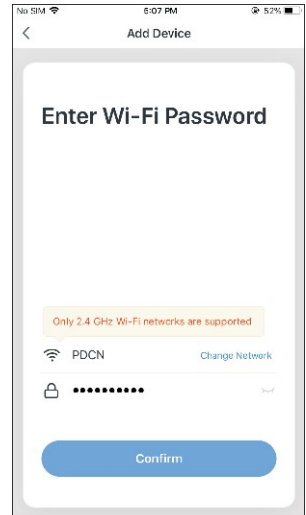 No SIM 6:07 PM 52%
Add Device
Enter Wi-Fi Password
Only 2.4 GHz Wi-Fi networks are supported
PDCN Change Network
••••••••••
Confirm